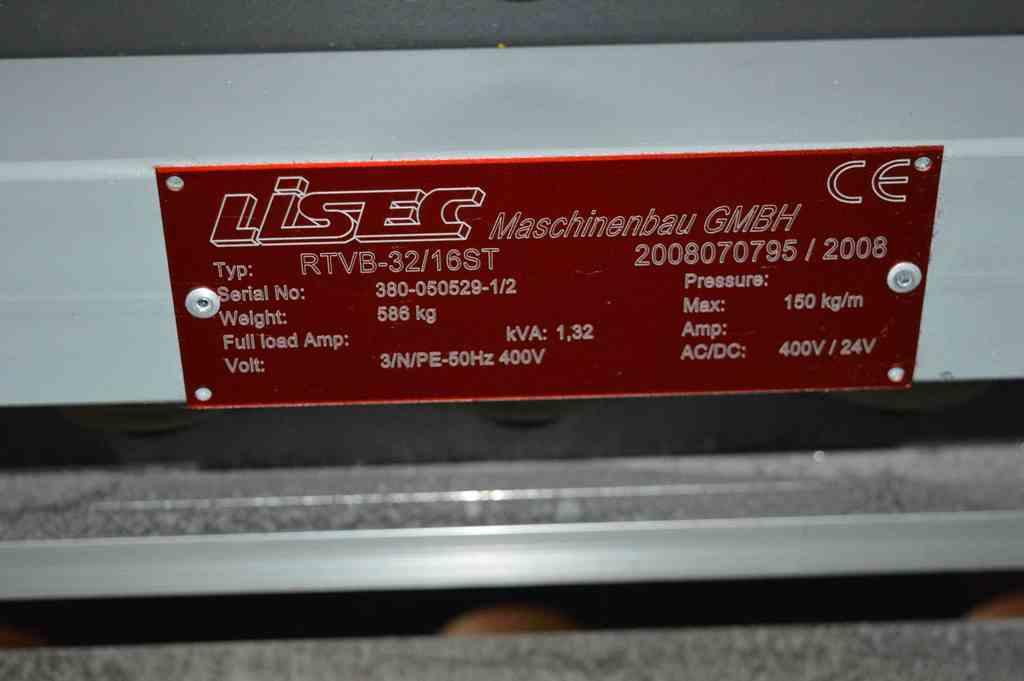 LiSEC Maschinenbau GMBH CE
Typ: RTVB-32/16ST 2008070795 / 2008
Serial No: 380-050529-1/2 Pressure:
Weight: 586 kg Max: 150 kg/m
Full load Amp: kVA: 1,32 Amp:
Volt: 3/N/PE-50Hz 400V AC/DC: 400V / 24V